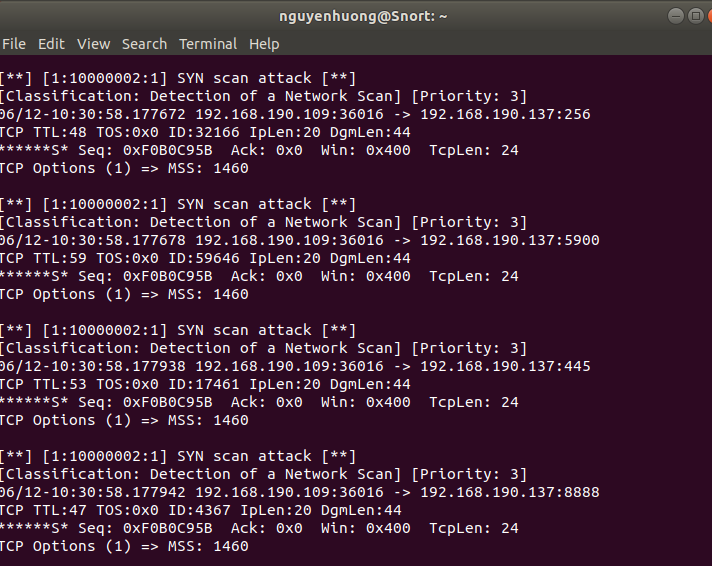 nguyenhuong@Snort: ~
File Edit View Search Terminal Help
[**] [1:10000002:1] SYN scan attack [**]
[Classification: Detection of a Network Scan] [Priority: 3]
06/12-10:30:58.177672 192.168.190.109:36016 -> 192.168.190.137:256
TCP TTL:48 TOS:0x0 ID:32166 IpLen:20 DgmLen:44
******S* Seq: 0xF0B0C95B  Ack: 0x0  Win: 0x400  TcpLen: 24
TCP Options (1) => MSS: 1460
[**] [1:10000002:1] SYN scan attack [**]
[Classification: Detection of a Network Scan] [Priority: 3]
06/12-10:30:58.177678 192.168.190.109:36016 -> 192.168.190.137:5900
TCP TTL:59 TOS:0x0 ID:59646 IpLen:20 DgmLen:44
******S* Seq: 0xF0B0C95B  Ack: 0x0  Win: 0x400  TcpLen: 24
TCP Options (1) => MSS: 1460
[**] [1:10000002:1] SYN scan attack [**]
[Classification: Detection of a Network Scan] [Priority: 3]
06/12-10:30:58.177938 192.168.190.109:36016 -> 192.168.190.137:445
TCP TTL:53 TOS:0x0 ID:17461 IpLen:20 DgmLen:44
******S* Seq: 0xF0B0C95B  Ack: 0x0  Win: 0x400  TcpLen: 24
TCP Options (1) => MSS: 1460
[**] [1:10000002:1] SYN scan attack [**]
[Classification: Detection of a Network Scan] [Priority: 3]
06/12-10:30:58.177942 192.168.190.109:36016 -> 192.168.190.137:8888
TCP TTL:47 TOS:0x0 ID:4367 IpLen:20 DgmLen:44
******S* Seq: 0xF0B0C95B  Ack: 0x0  Win: 0x400  TcpLen: 24
TCP Options (1) => MSS: 1460